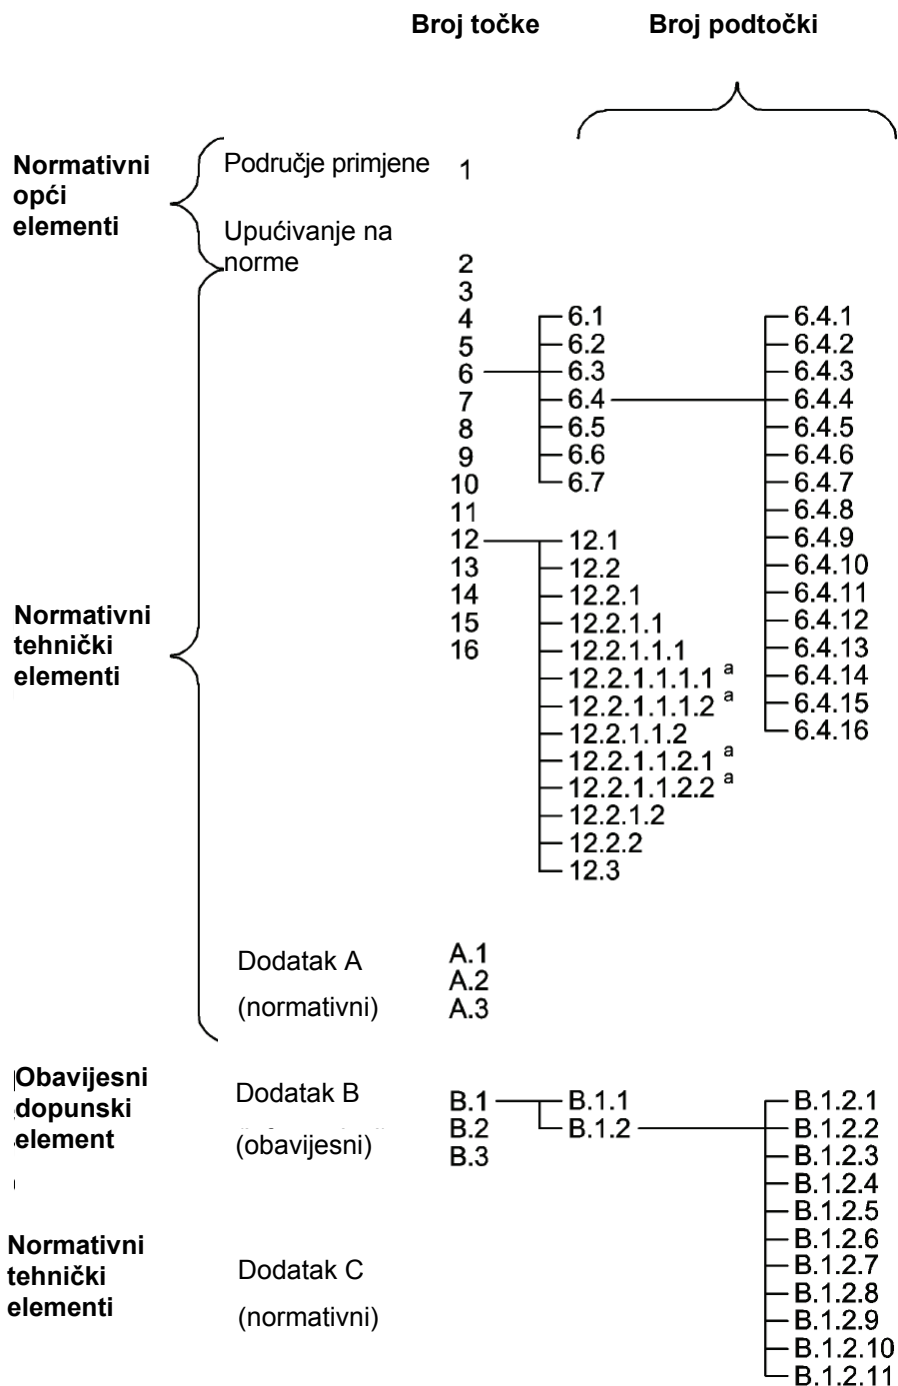 Broj točke
Broj podtočki
Normativni
opći
elementi
Područje primjene
1
Upućivanje na
norme
2
3
4
5
6
7
8
9
10
11
12
13
14
15
16
6.1
6.2
6.3
6.4
6.5
6.6
6.7
6.4.1
6.4.2
6.4.3
6.4.4
6.4.5
6.4.6
6.4.7
6.4.8
6.4.9
6.4.10
6.4.11
6.4.12
6.4.13
6.4.14
6.4.15
6.4.16
12.1
12.2
12.2.1
12.2.1.1
12.2.1.1.1
12.2.1.1.1.1 a
12.2.1.1.1.2 a
12.2.1.1.2
12.2.1.1.2.1 a
12.2.1.1.2.2 a
12.2.1.2
12.2.2
12.3
Normativni
tehnički
elementi
Dodatak A
(normativni)
A.1
A.2
A.3
Obavijesni
dopunski
element
Dodatak B
(obavijesni)
B.1
B.2
B.3
B.1.1
B.1.2
B.1.2.1
B.1.2.2
B.1.2.3
B.1.2.4
B.1.2.5
B.1.2.6
B.1.2.7
B.1.2.8
B.1.2.9
B.1.2.10
B.1.2.11
Normativni
tehnički
elementi
Dodatak C
(normativni)